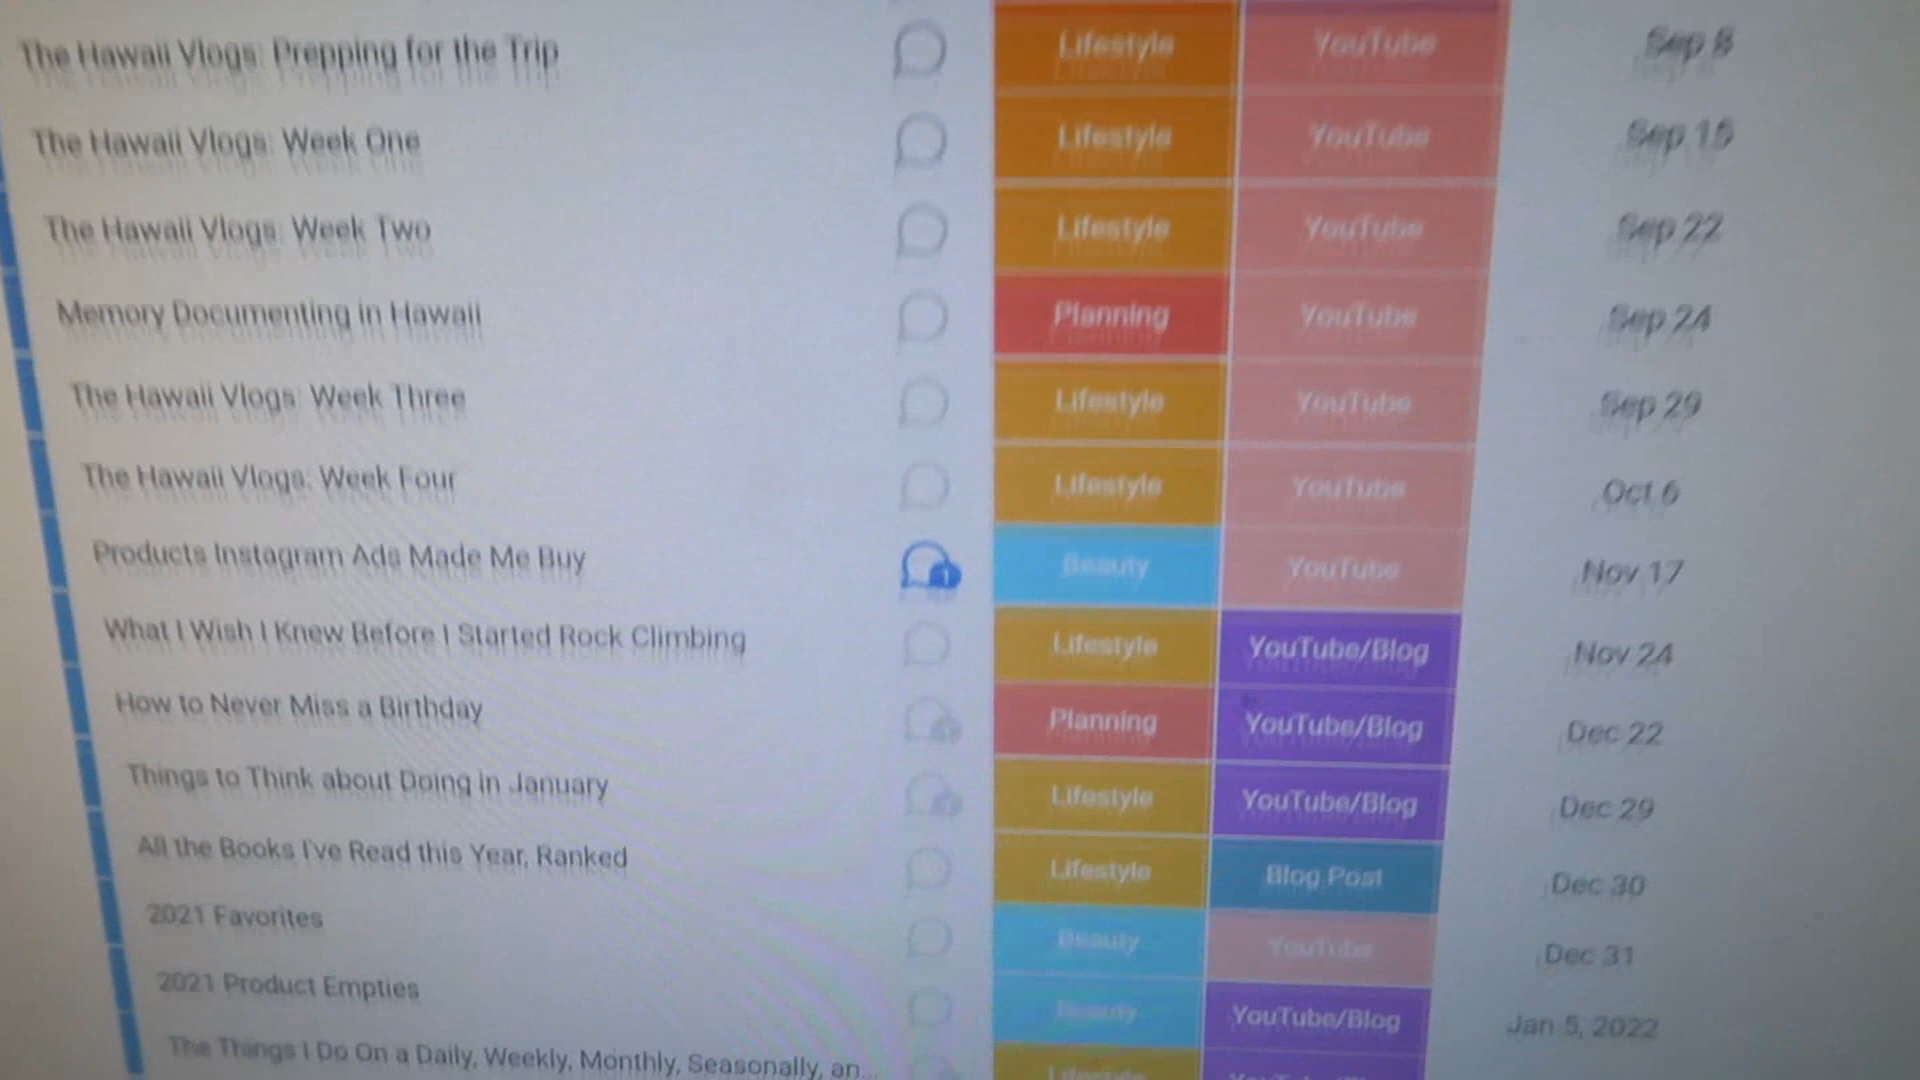 The Hawaii Vlogs: Prepping for the Trip Lifestyle YouTube Sep 8
The Hawaii Vlogs: Week One Lifestyle YouTube Sep 15
The Hawaii Vlogs: Week Two Lifestyle YouTube Sep 22
Memory Documenting in Hawaii Planning YouTube Sep 24
The Hawaii Vlogs: Week Three Lifestyle YouTube Sep 29
The Hawaii Vlogs: Week Four Lifestyle YouTube Oct 6
Products Instagram Ads Made Me Buy 1 Beauty YouTube Nov 17
What I Wish I Knew Before I Started Rock Climbing Lifestyle YouTube/Blog Nov 24
How to Never Miss a Birthday Planning YouTube/Blog Dec 22
Things to Think about Doing in January Lifestyle YouTube/Blog Dec 29
All the Books I've Read this Year, Ranked Lifestyle Blog Post Dec 30
2021 Favorites Beauty YouTube Dec 31
2021 Product Empties Beauty YouTube/Blog Jan 5, 2022
The Things I Do On a Daily, Weekly, Monthly, Seasonally, an... Lifestyle